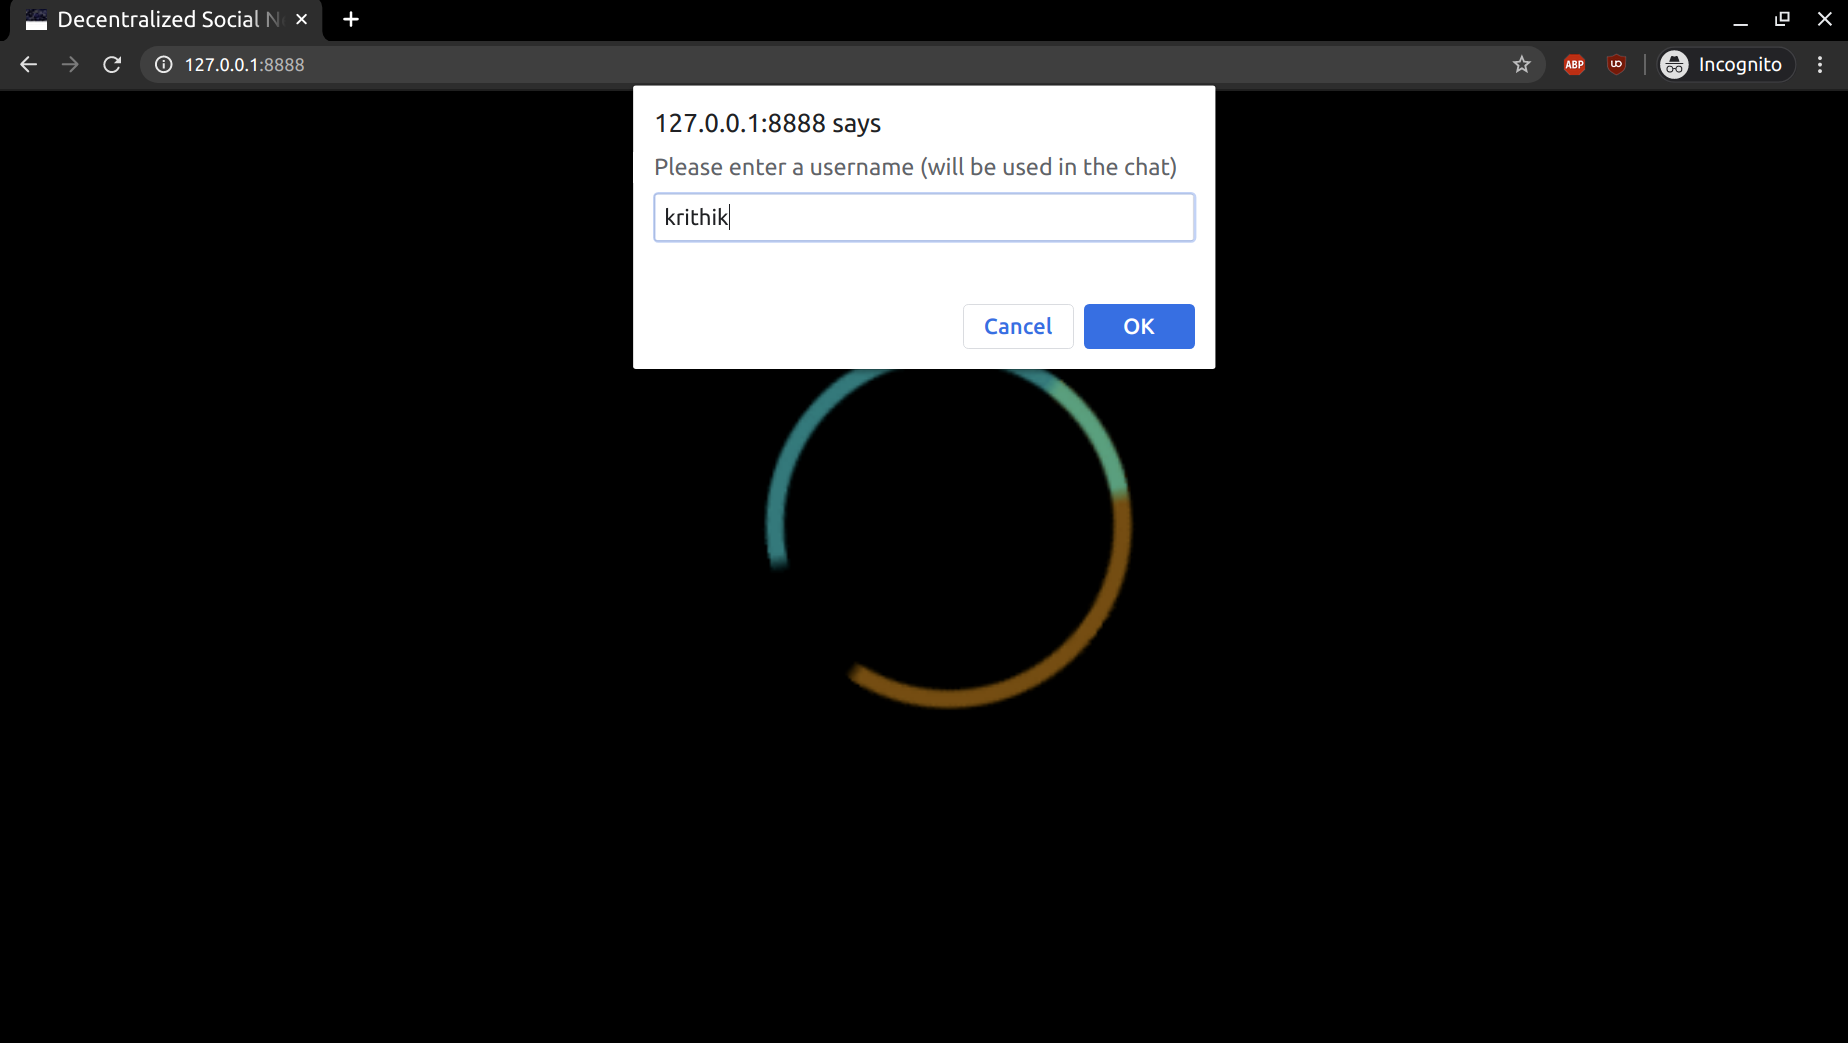 Decentralized Social N
127.0.0.1:8888
ABP
UO
Incognito
127.0.0.1:8888 says
Please enter a username (will be used in the chat)
krithik
Cancel
OK